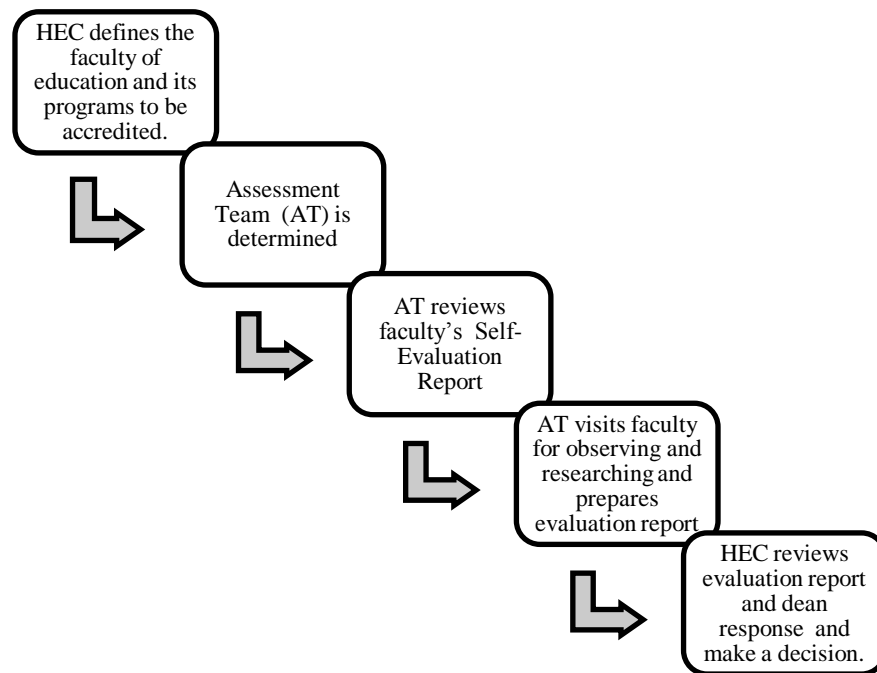 HEC defines the
faculty of
education and its
programs to be
accredited.
Assessment
Team (AT) is
determined
AT reviews
faculty’s Self-
Evaluation
Report
AT visits faculty
for observing and
researching and
prepares
evaluation report
HEC reviews
evaluation report
and dean
response and
make a decision.